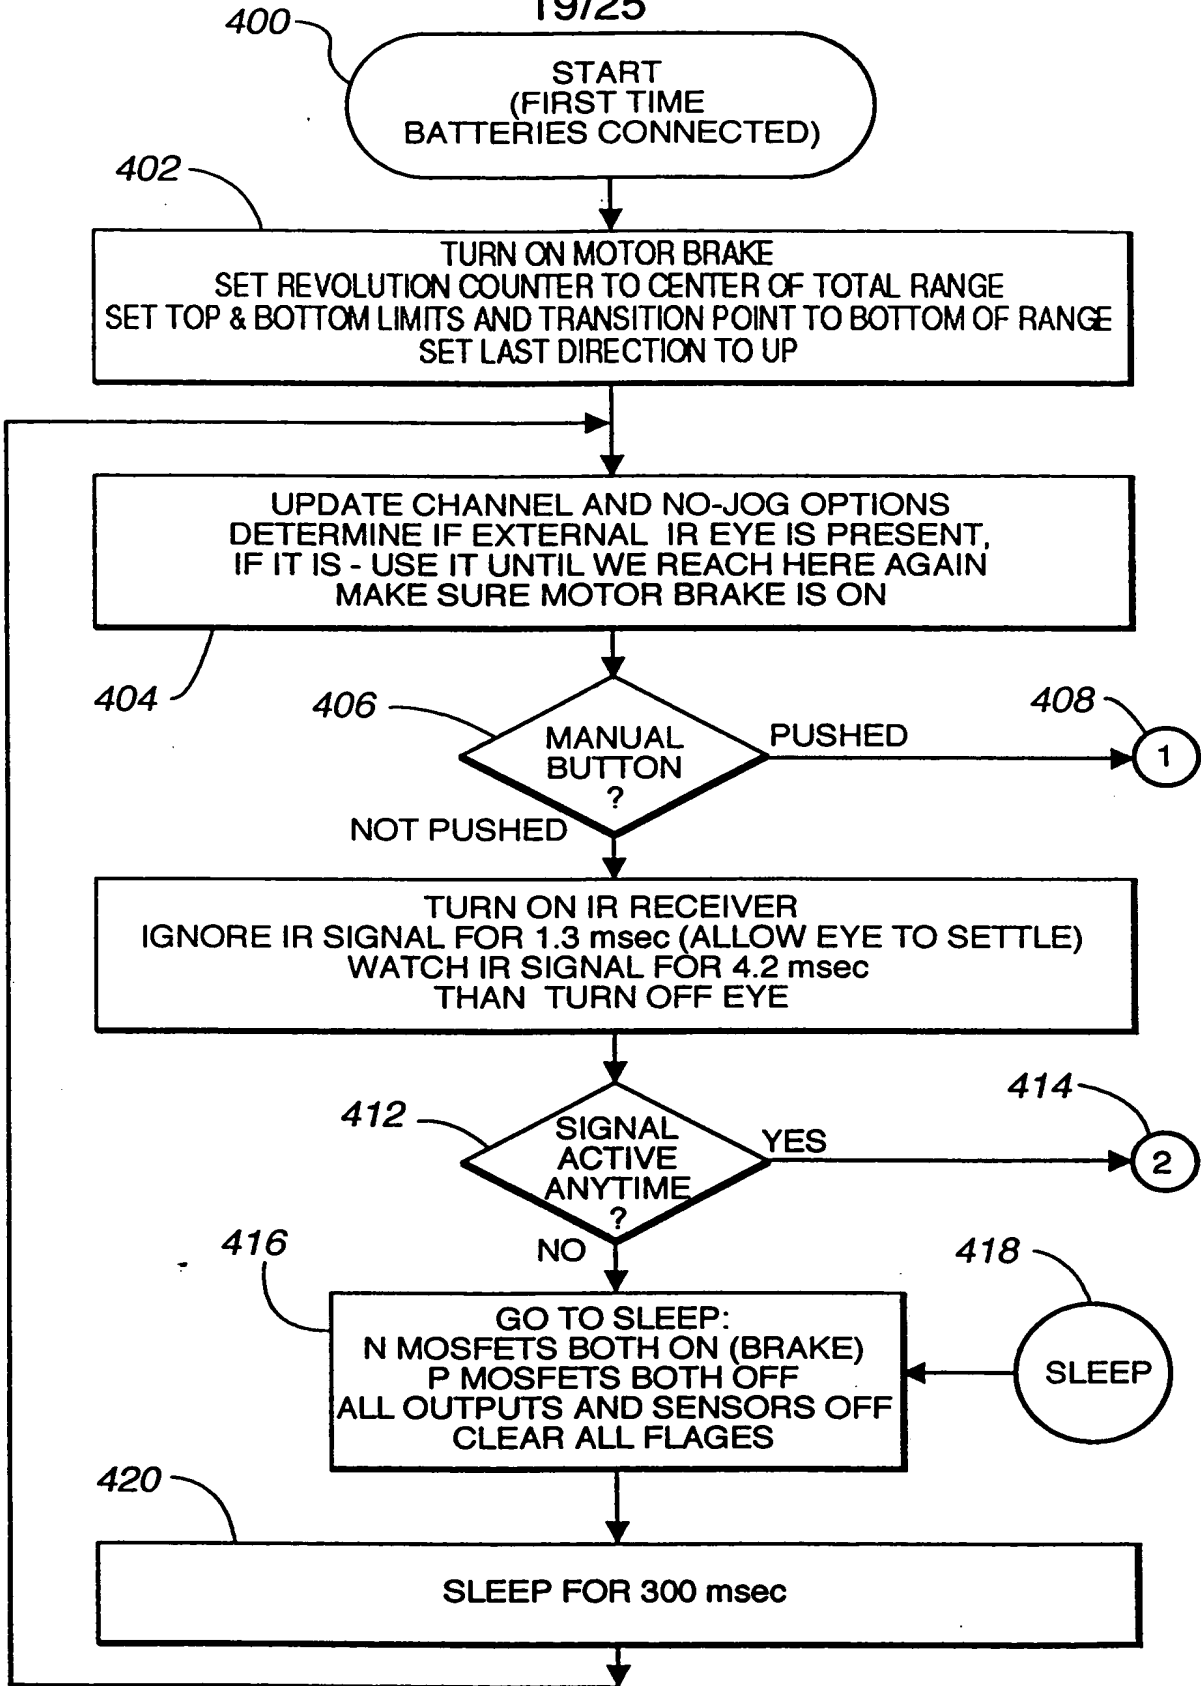 19/25
400
START
(FIRST TIME
BATTERIES CONNECTED)
402
TURN ON MOTOR BRAKE
SET REVOLUTION COUNTER TO CENTER OF TOTAL RANGE
SET TOP & BOTTOM LIMITS AND TRANSITION POINT TO BOTTOM OF RANGE
SET LAST DIRECTION TO UP
UPDATE CHANNEL AND NO-JOG OPTIONS
DETERMINE IF EXTERNAL IR EYE IS PRESENT,
IF IT IS - USE IT UNTIL WE REACH HERE AGAIN
MAKE SURE MOTOR BRAKE IS ON
404
406
408
MANUAL
BUTTON
?
PUSHED
1
NOT PUSHED
TURN ON IR RECEIVER
IGNORE IR SIGNAL FOR 1.3 msec (ALLOW EYE TO SETTLE)
WATCH IR SIGNAL FOR 4.2 msec
THAN TURN OFF EYE
412
414
SIGNAL
ACTIVE
ANYTIME
?
YES
2
NO
416
418
GO TO SLEEP:
N MOSFETS BOTH ON (BRAKE)
P MOSFETS BOTH OFF
ALL OUTPUTS AND SENSORS OFF
CLEAR ALL FLAGES
SLEEP
420
SLEEP FOR 300 msec